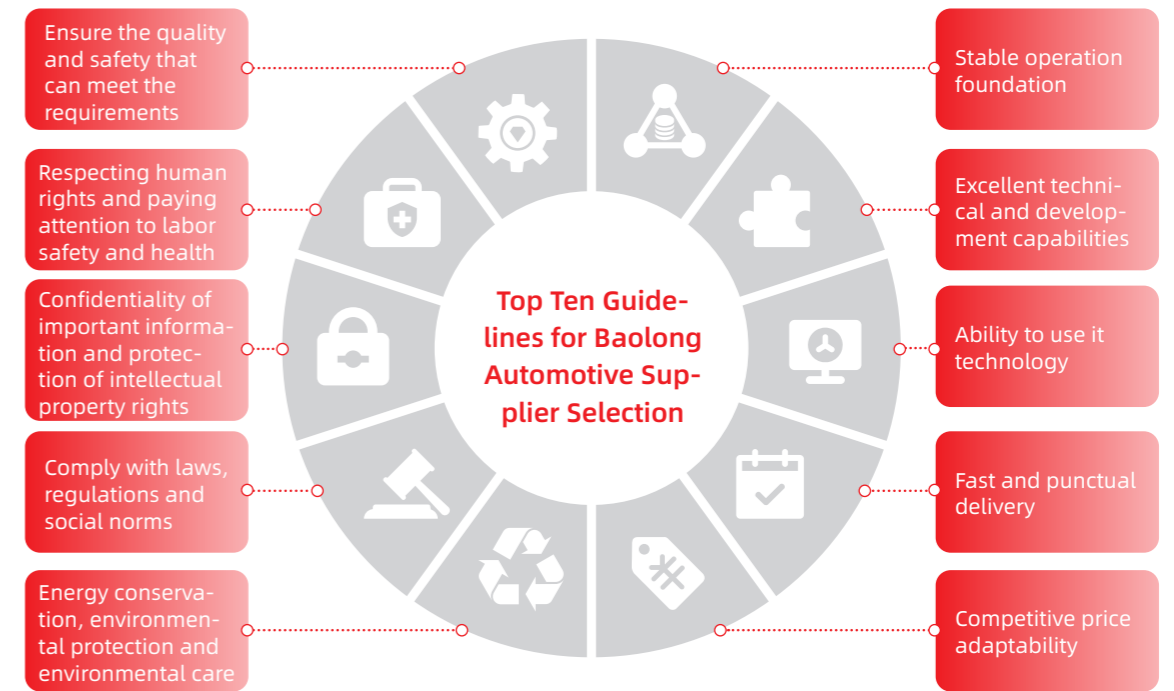 Ensure the quality
and safety that
can meet the
requirements
Respecting human
rights and paying
attention to labor
safety and health
Confidentiality of
important informa-
tion and protec-
tion of intellectual
property rights
Comply with laws,
regulations and
social norms
Energy conserva-
tion, environmen-
tal protection and
environmental care
Top Ten Guide-
lines for Baolong
Automotive Sup-
plier Selection
Stable operation
foundation
Excellent techni-
cal and develop-
ment capabilities
Ability to use it
technology
Fast and punctual
delivery
Competitive price
adaptability